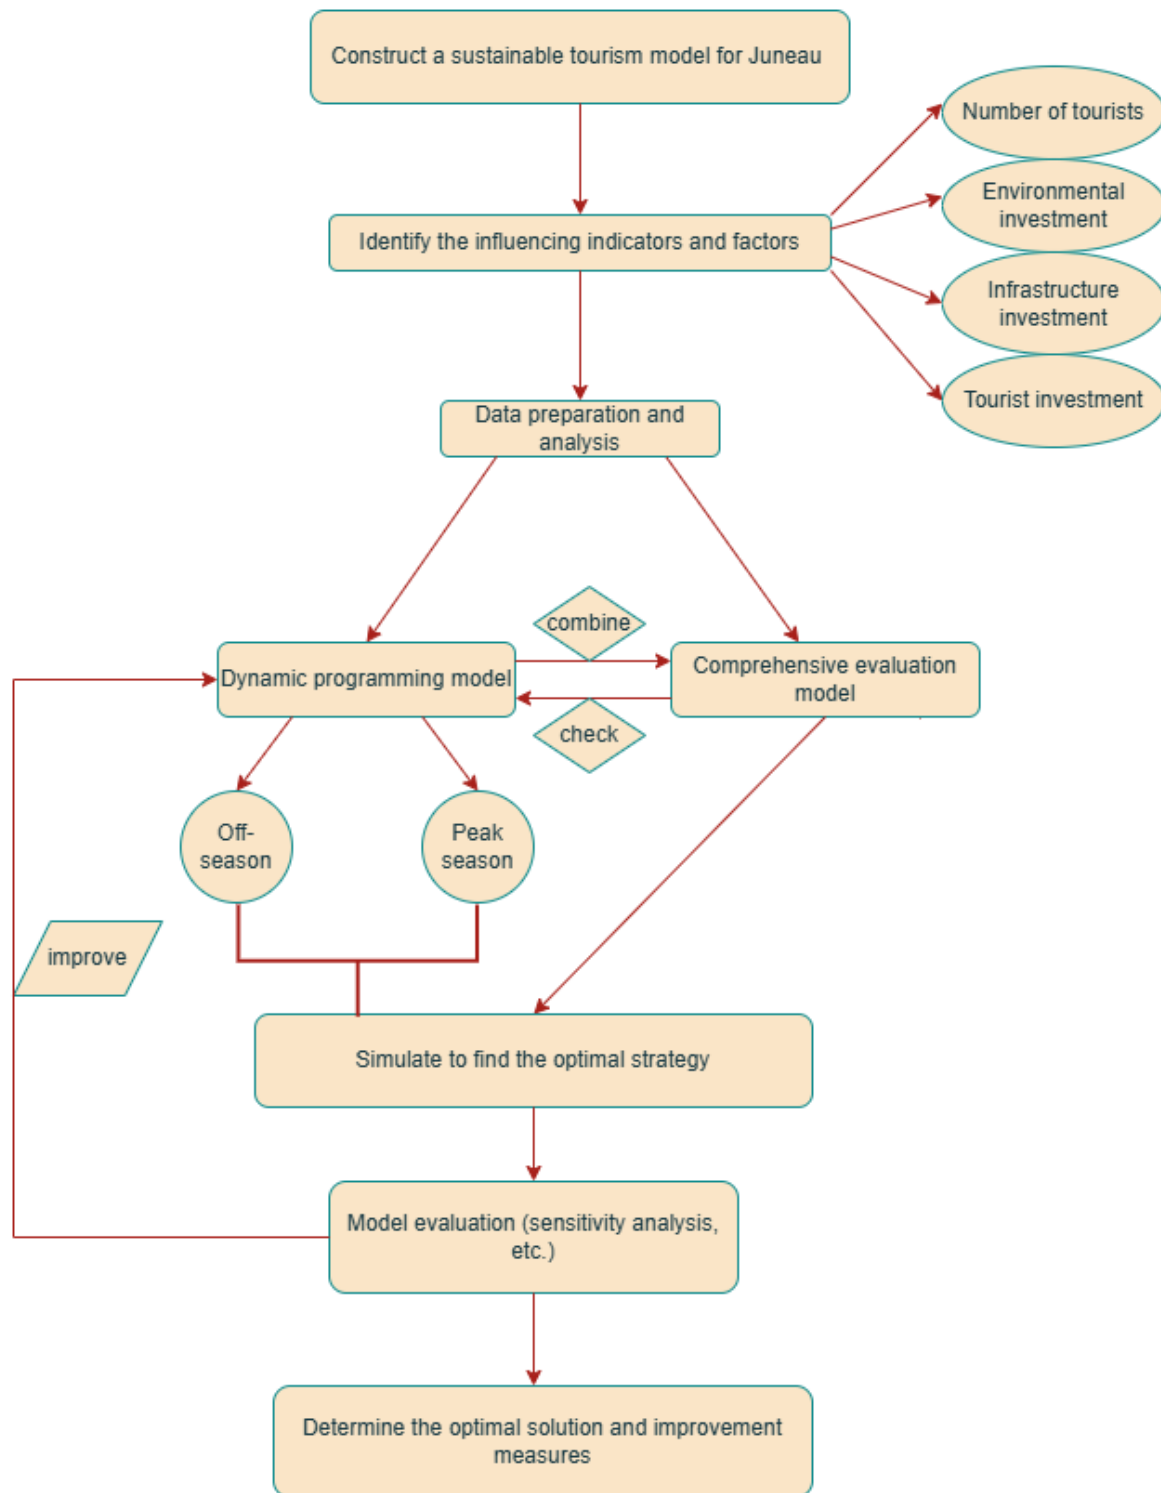 Construct a sustainable tourism model for Juneau
Number of tourists
Environmental
investment
Identify the influencing indicators and factors
Infrastructure
investment
Tourist investment
Data preparation and
analysis
combine
Dynamic programming model
Comprehensive evaluation
model
check
Off-
season
Peak
season
improve
Simulate to find the optimal strategy
Model evaluation (sensitivity analysis,
etc.)
Determine the optimal solution and improvement
measures